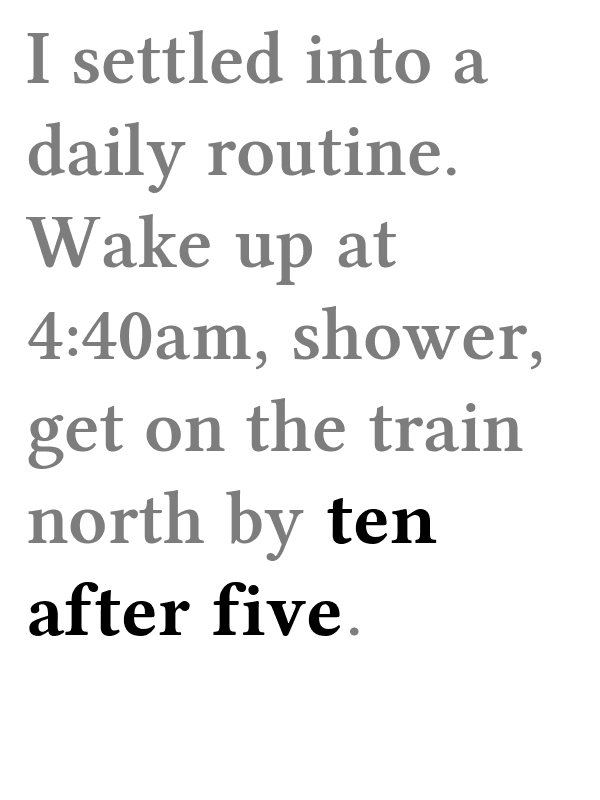 I settled into a
daily routine.
Wake up at
4:40am, shower,
get on the train
north by ten
after five.